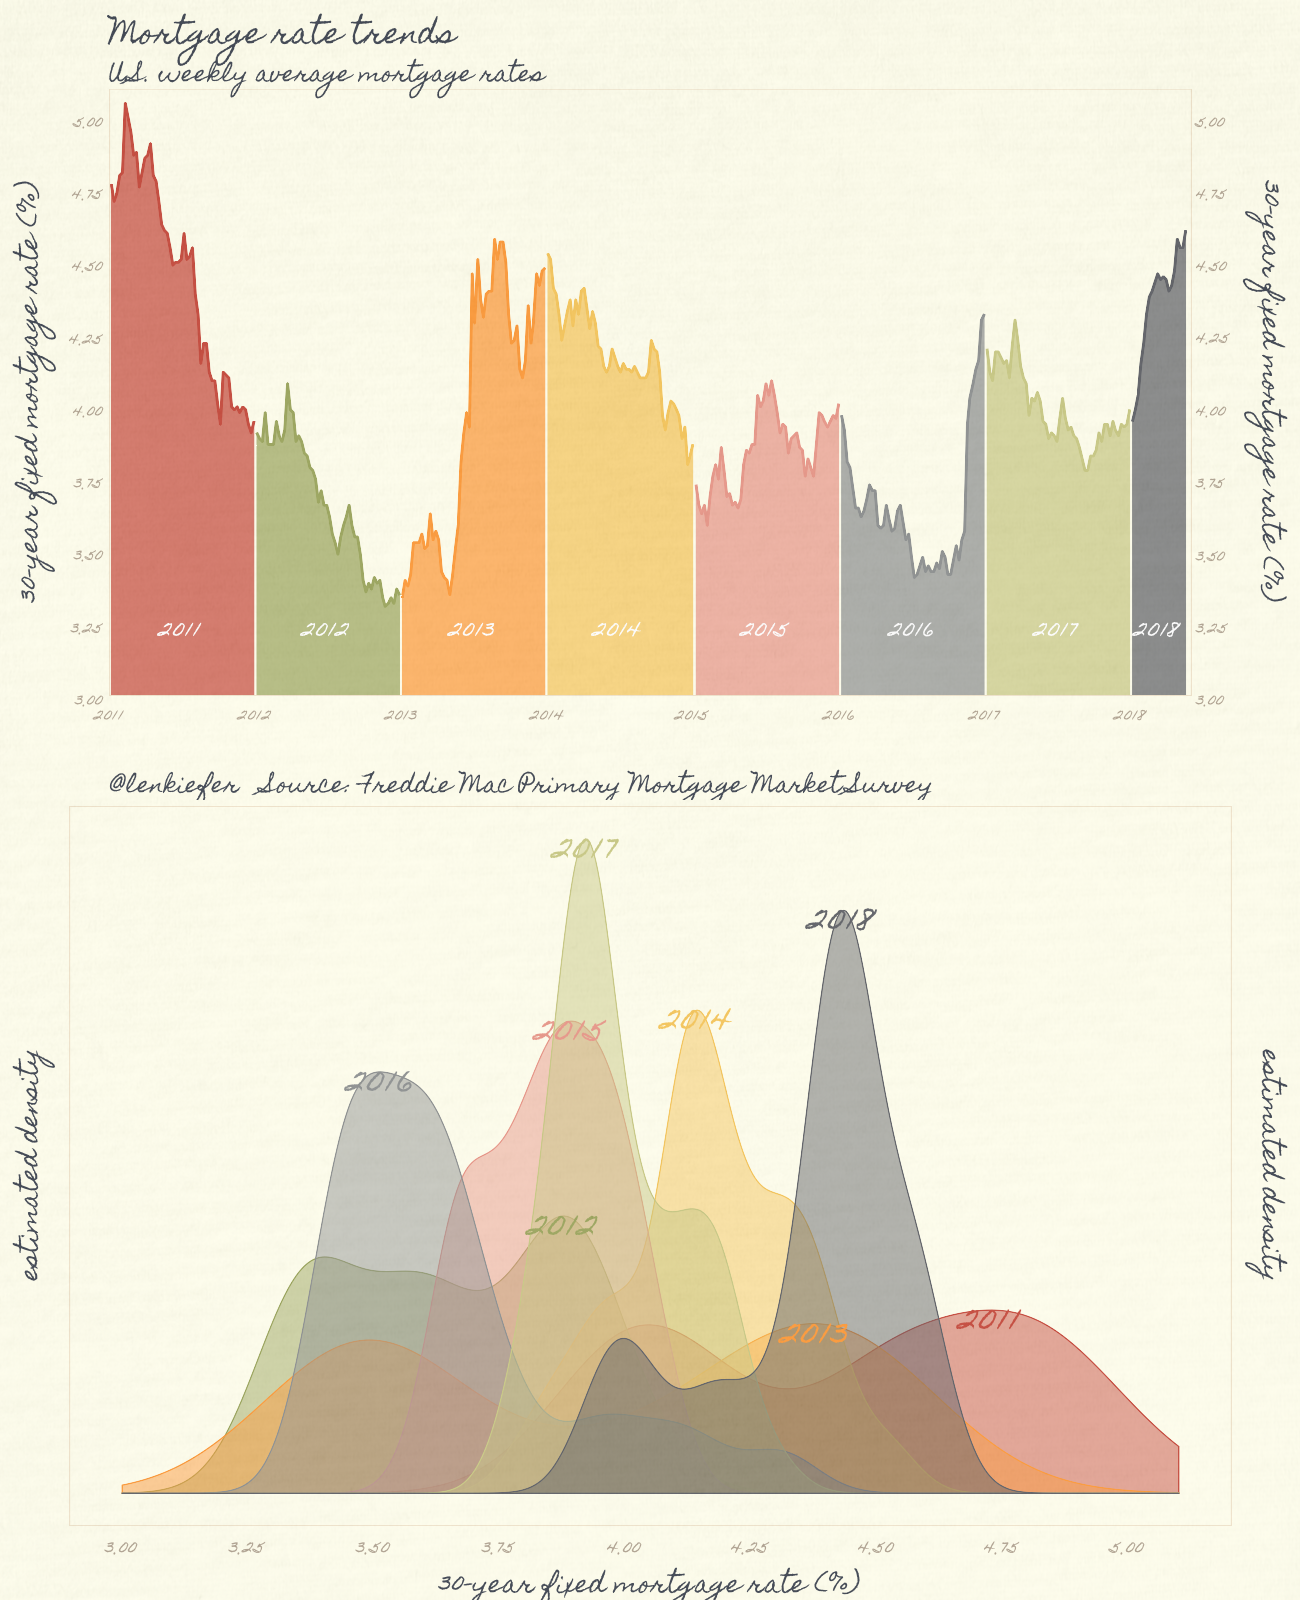 Mortgage rate trends
U.S. weekly average mortgage rates
30-year fixed mortgage rate (%)
5.00
4.75
4.50
4.25
4.00
3.75
3.50
3.25
3.00
5.00
4.75
4.50
4.25
4.00
3.75
3.50
3.25
3.00
30-year fixed mortgage rate (%)
2011 2012 2013 2014 2015 2016 2017 2018
2011 2012 2013 2014 2015 2016 2017 2018
@lenkiefer Source: Freddie Mac Primary Mortgage Market Survey
estimated density
2017
2018
2014
2015
2016
2012
2011
2013
estimated density
3.00 3.25 3.50 3.75 4.00 4.25 4.50 4.75 5.00
30-year fixed mortgage rate (%)